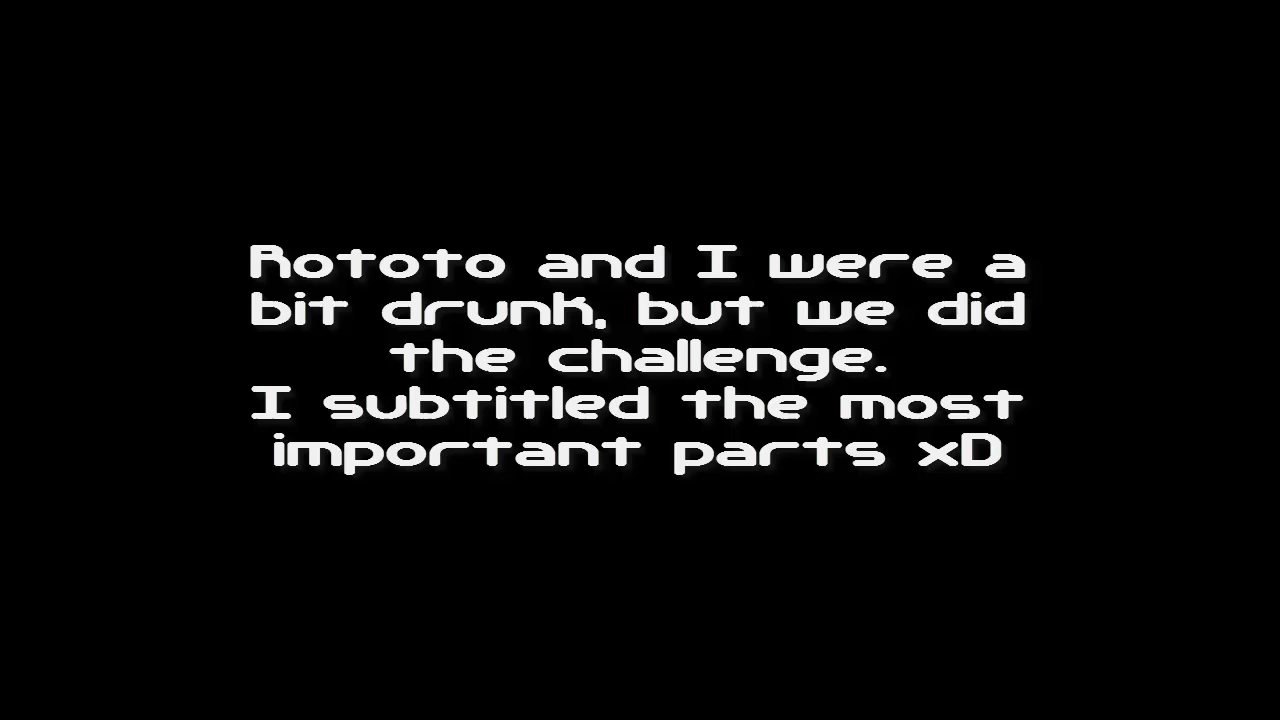 Rototo and I were a
bit drunk, but we did
the challenge.
I subtitled the most
important parts xD